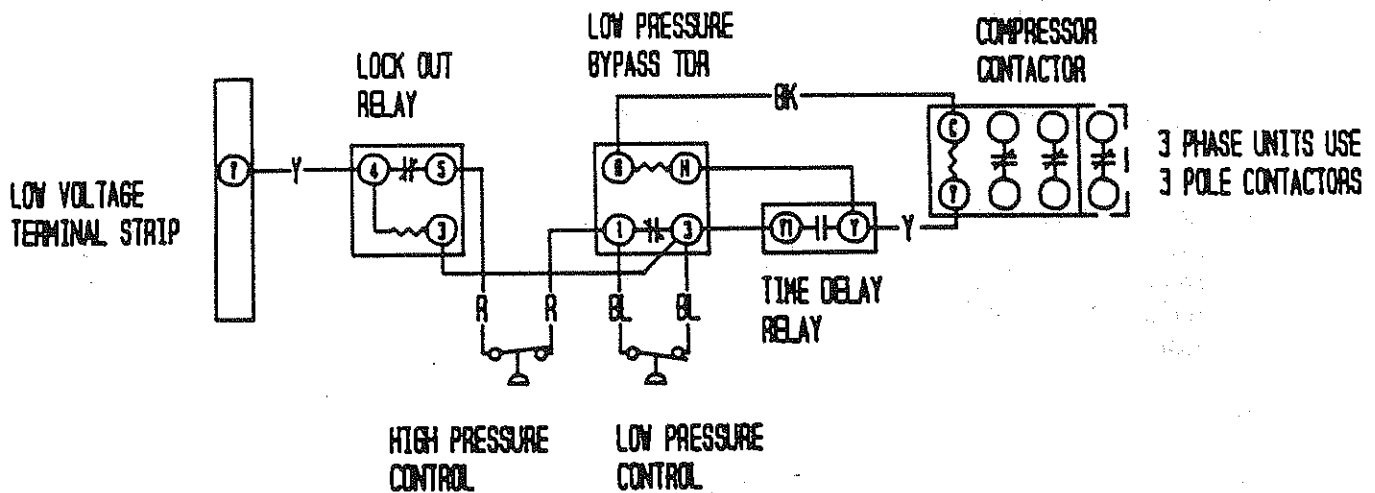 LOW PRESSURE
BYPASS TDR
COMPRESSOR
CONTACTOR
LOCK OUT
RELAY
BK
C
3 PHASE UNITS USE
3 POLE CONTACTORS
Y
4
5
H
LOW VOLTAGE
TERMINAL STRIP
3
1
3
Y
Y
R
R
BL
BL
TIME DELAY
RELAY
HIGH PRESSURE
CONTROL
LOW PRESSURE
CONTROL